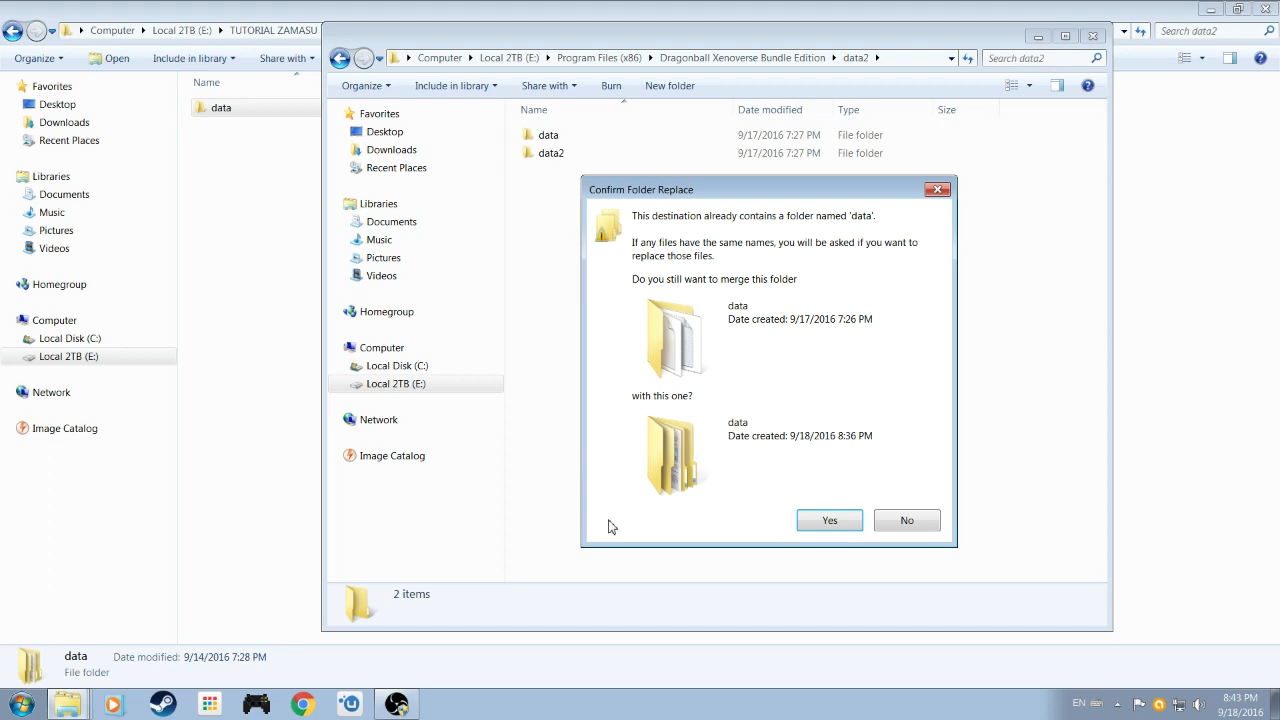 Computer Local 2TB (E:) TUTORIAL ZAMASU
Search data2
Organize Open Include in library Share with
Favorites
Desktop
Downloads
Recent Places
Libraries
Documents
Music
Pictures
Videos
Homegroup
Computer
Local Disk (C:)
Local 2TB (E:)
Network
Image Catalog
Name
data
Computer Local 2TB (E:) Program Files (x86) Dragonball Xenoverse Bundle Edition data2
Search data2
Organize Include in library Share with Burn New folder
Favorites
Desktop
Downloads
Recent Places
Libraries
Documents
Music
Pictures
Videos
Homegroup
Computer
Local Disk (C:)
Local 2TB (E:)
Network
Image Catalog
Name Date modified Type Size
data 9/17/2016 7:27 PM File folder
data2 9/17/2016 7:27 PM File folder
Confirm Folder Replace
This destination already contains a folder named 'data'.
If any files have the same names, you will be asked if you want to
replace those files.
Do you still want to merge this folder
data
Date created: 9/17/2016 7:26 PM
with this one?
data
Date created: 9/18/2016 8:36 PM
Yes No
2 items
data Date modified: 9/14/2016 7:28 PM
File folder
EN
8:43 PM
9/18/2016